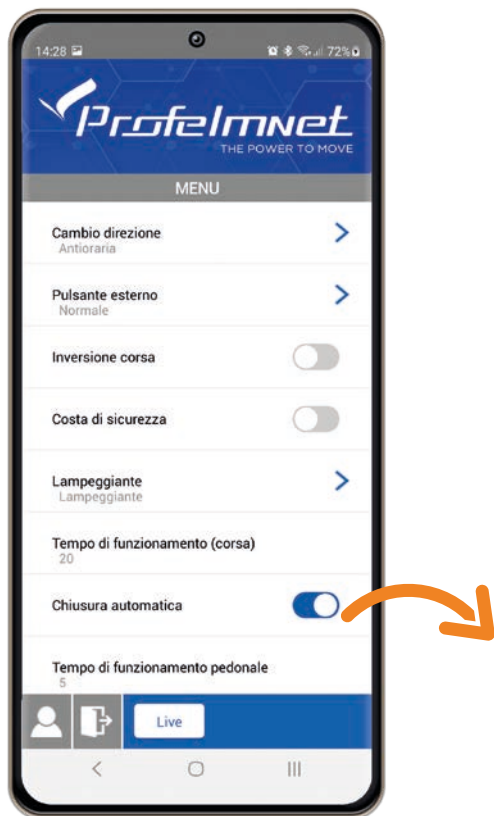 14:28 72%
Profelmnet
THE POWER TO MOVE
MENU
Cambio direzione
Antioraria
Pulsante esterno
Normale
Inversione corsa
Costa di sicurezza
Lampeggiante
Lampeggiante
Tempo di funzionamento (corsa)
20
Chiusura automatica
Tempo di funzionamento pedonale
5
Live